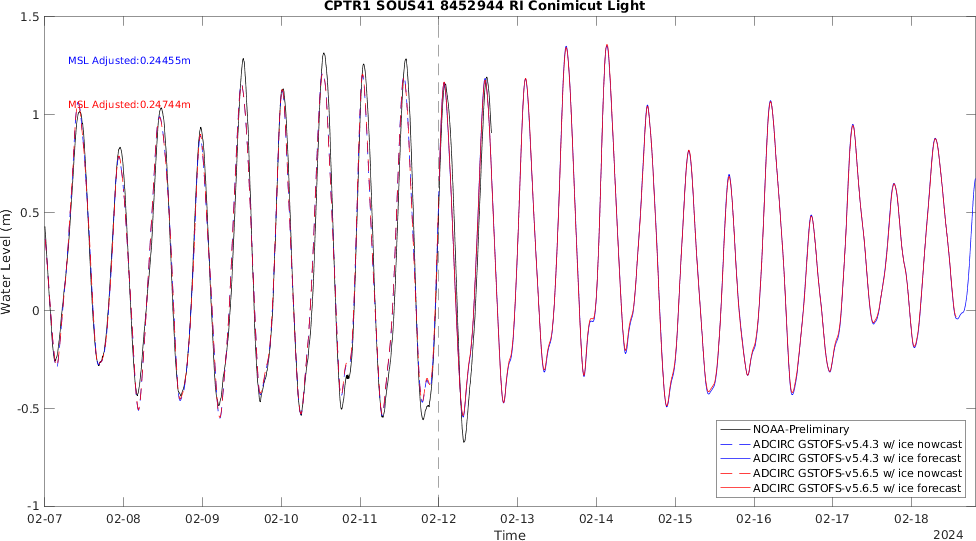 CPTR1 SOUS41 8452944 RI Conimicut Light
1.5
MSL Adjusted:0.24455m
MSL Adjusted:0.24744m
1
0.5
0
-0.5
-1
Water Level (m)
NOAA-Preliminary
ADCIRC GSTOFS-v5.4.3 w/ ice nowcast
ADCIRC GSTOFS-v5.4.3 w/ ice forecast
ADCIRC GSTOFS-v5.6.5 w/ ice nowcast
ADCIRC GSTOFS-v5.6.5 w/ ice forecast
02-07 02-08 02-09 02-10 02-11 02-12 02-13 02-14 02-15 02-16 02-17 02-18
Time
2024